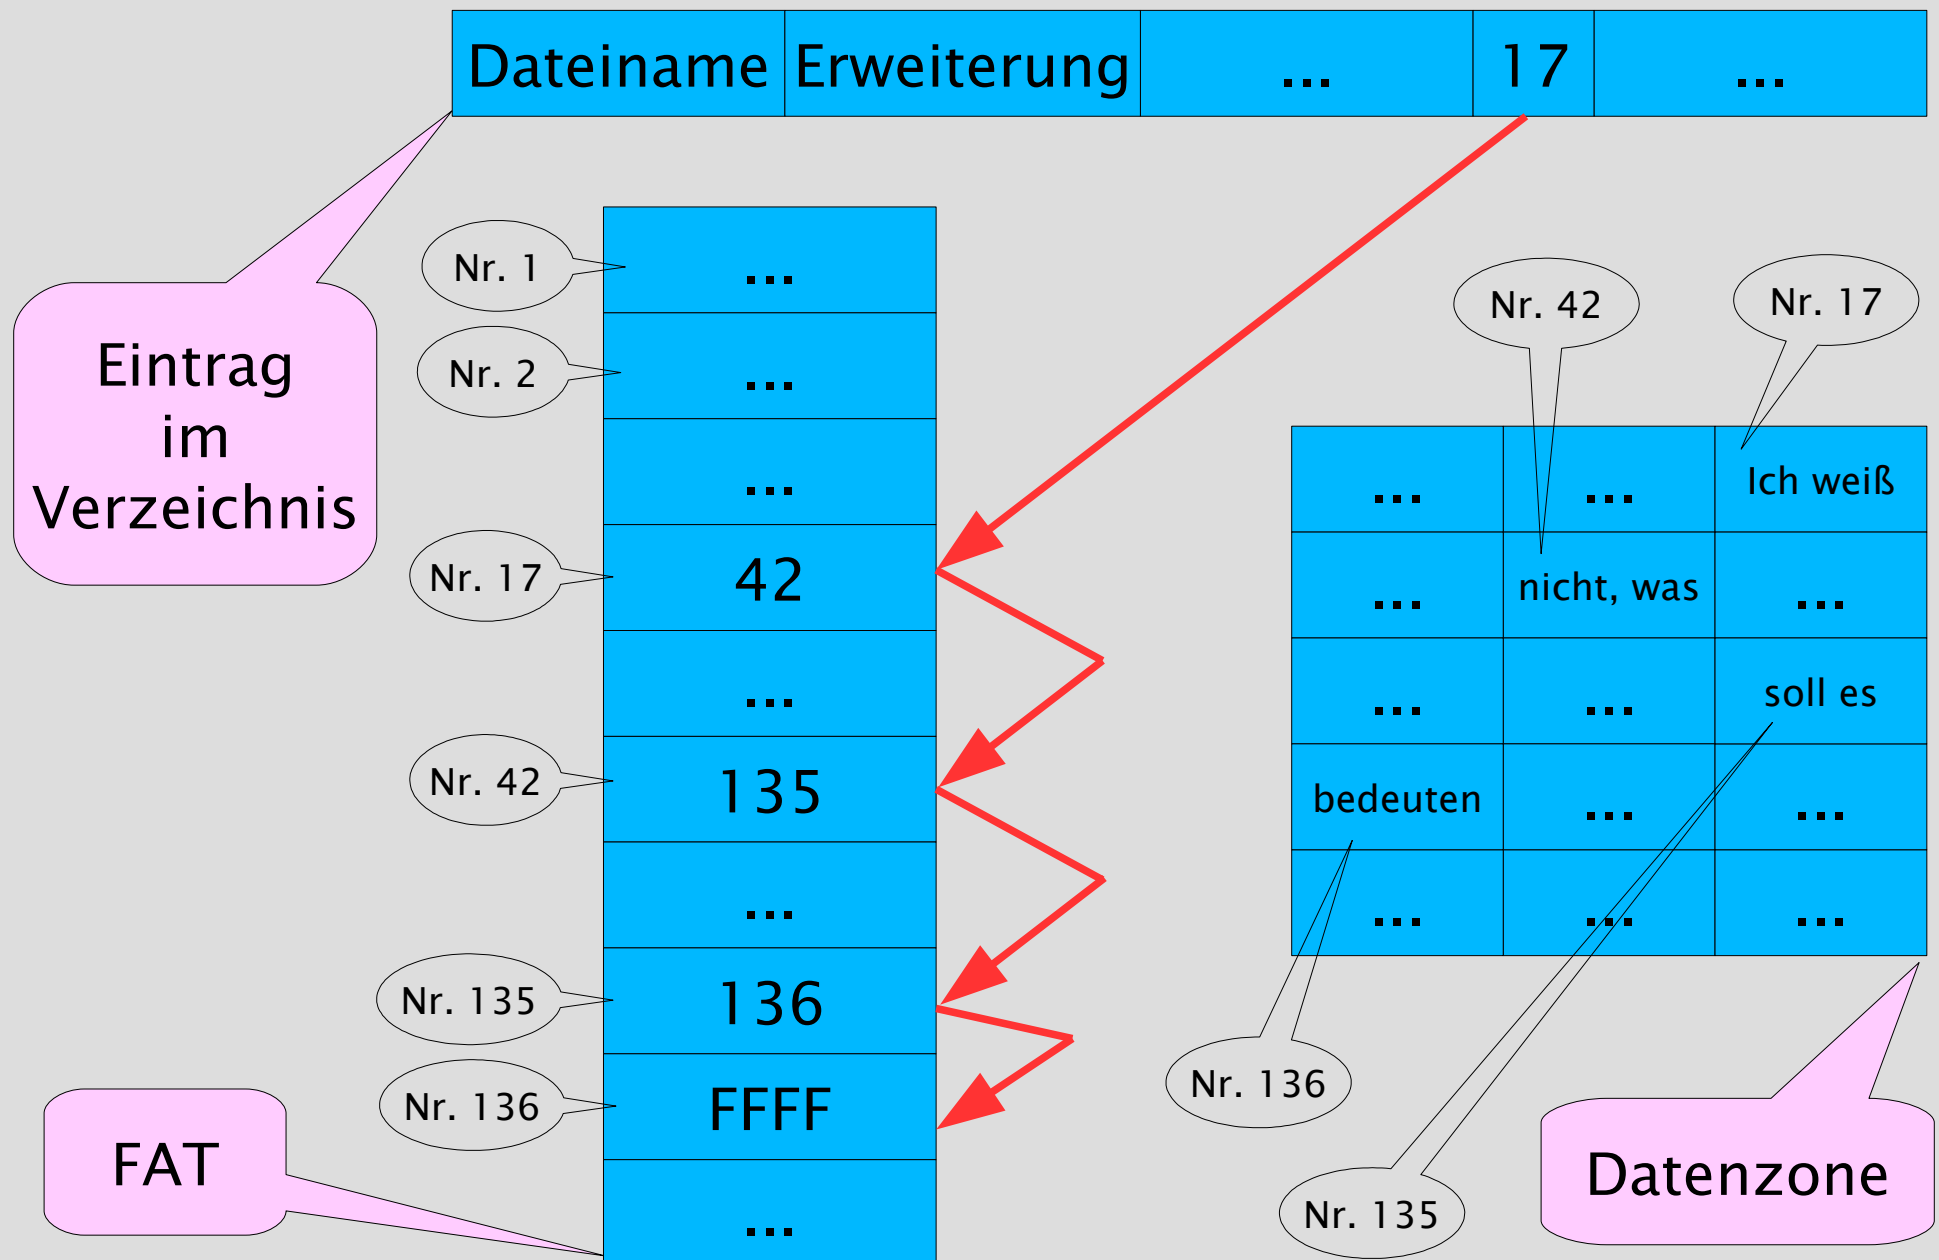 Dateiname Erweiterung ... 17 ...
Eintrag
im
Verzeichnis
Nr. 1
...
Nr. 2
...
...
Nr. 17
42
...
Nr. 42
135
...
Nr. 135
136
Nr. 136
FFFF
...
FAT
Nr. 42
Nr. 17
... ... Ich weiß
... nicht, was ...
... ... soll es
bedeuten ... ...
... ... ...
Nr. 136
Nr. 135
Datenzone